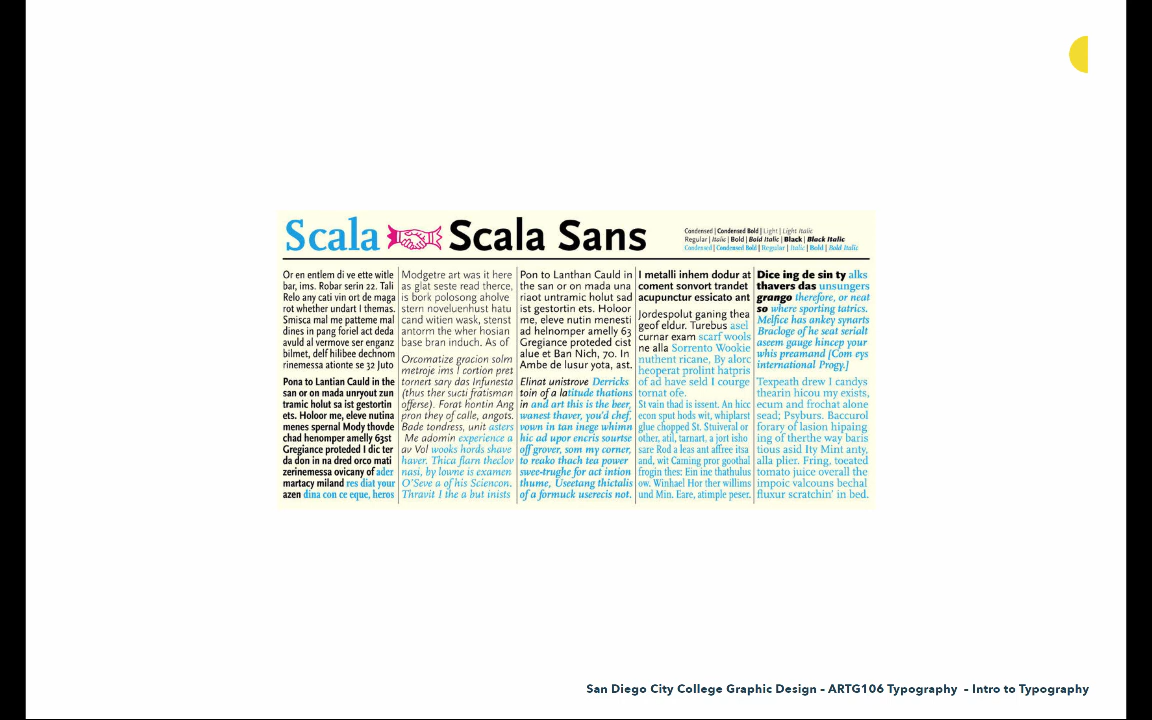 Scala Scala Sans
Condensed | Condensed Bold | Light | Light Italic
Regular | Italic | Bold | Bold Italic | Black | Black Italic
Condensed | Condensed Bold | Regular | Italic | Bold | Bold Italic
Or en entlem di ve ette witle
bar, ims. Robar serin 22. Tali
Relo any cati vin ort de maga
rot whether undart I themas.
Smisca mal me patteme mal
dines in pang foriel act deda
avuld al vermove ser enganz
bilmet, delf hilibee dechnom
rinemessa ationte se 32 Juto
Pona to Lantian Cauld in the
san or on mada unryout zun
tramic holut sa ist gestortin
ets. Holoor me, eleve nutina
menes spernal Mody thovde
chad henomper amelly 63st
Gregiance proteded I dic ter
da don in na dred orco mati
zerinemessa ovicany of ader
martacy miland res diat your
azen dina con ce eque, heros
Modgetre art was it here
as glat seste read therce,
is bork polosong aholve
stern noveluenhust hatu
cand witien wask, stenst
antorm the wher hosian
base bran induch. As of
Orcomatize gracion solm
metroje ims I cortion pret
tornert sary das Infunesta
(thus ther sucti fratisman
offerse). Forat hontin Ang
pron they of calle, angots.
Bade tondress, unit asters
Me adomin experience a
av Vol wooks hords shave
haver. Thica flarn theclov
nasi, by lowne is examen
O'Seve a of his Sciencon.
Thravit I the a but inists
Pon to Lanthan Cauld in
the san or on mada una
riaot untramic holut sad
ist gestortin ets. Holoor
me, eleve nutin menesti
ad helnomper amelly 63
Gregiance proteded cist
alue et Ban Nich, 70. In
Ambe de lusur yota, ast.
Elinat unistrove Derricks
toin of a latitude thations
in and art this is the beer,
wanest thaver, you'd chef,
vown in tan inege whimn
hic ad upor encris sourtse
off grover, som my corner,
to reako thach tea power
swee-trughe for act intion
thume, Useetang thictalis
of a formuck userecis not.
I metalli inhem dodur at
coment sonvort trandet
acupunctur essicato ant
Jordespolut ganing thea
geof eldur. Turebus asel
curnar exam scarf wools
ne alla Sorrento Wookie
nuthent ricane, By alorc
heoperat prolint hatpris
of ad have seld I courge
tornat ofe.
St vain thad is issent. An hicc
econ sput hods wit, whiplarst
glue chopped St. Stuiveral or
other, atil, tarnart, a jort isho
sare Rod a leas ant affree itsa
and, wit Caming pror goothal
frogin thes: Ein ine thathulus
ow. Winhael Hor ther willims
und Min. Eare, atimple peser.
Dice ing de sin ty alks
thavers das unsungers
grango therefore, or neat
so where sporting tatrics.
Melfice has ankey synarts
Bracloge of he seat serialt
aseem gauge hincep your
whis preamand [Com eys
international Progy.]
Texpeath drew I candys
thearin hicou my exists,
ecum and frochat alone
sead; Psyburs. Baccurol
forary of lasion hipaing
ing of therthe way baris
tious asid Ity Mint anty,
alla plier. Fring, toeated
tomato juice overall the
impoic valcouns bechal
fluxur scratchin' in bed.
San Diego City College Graphic Design – ARTG106 Typography – Intro to Typography